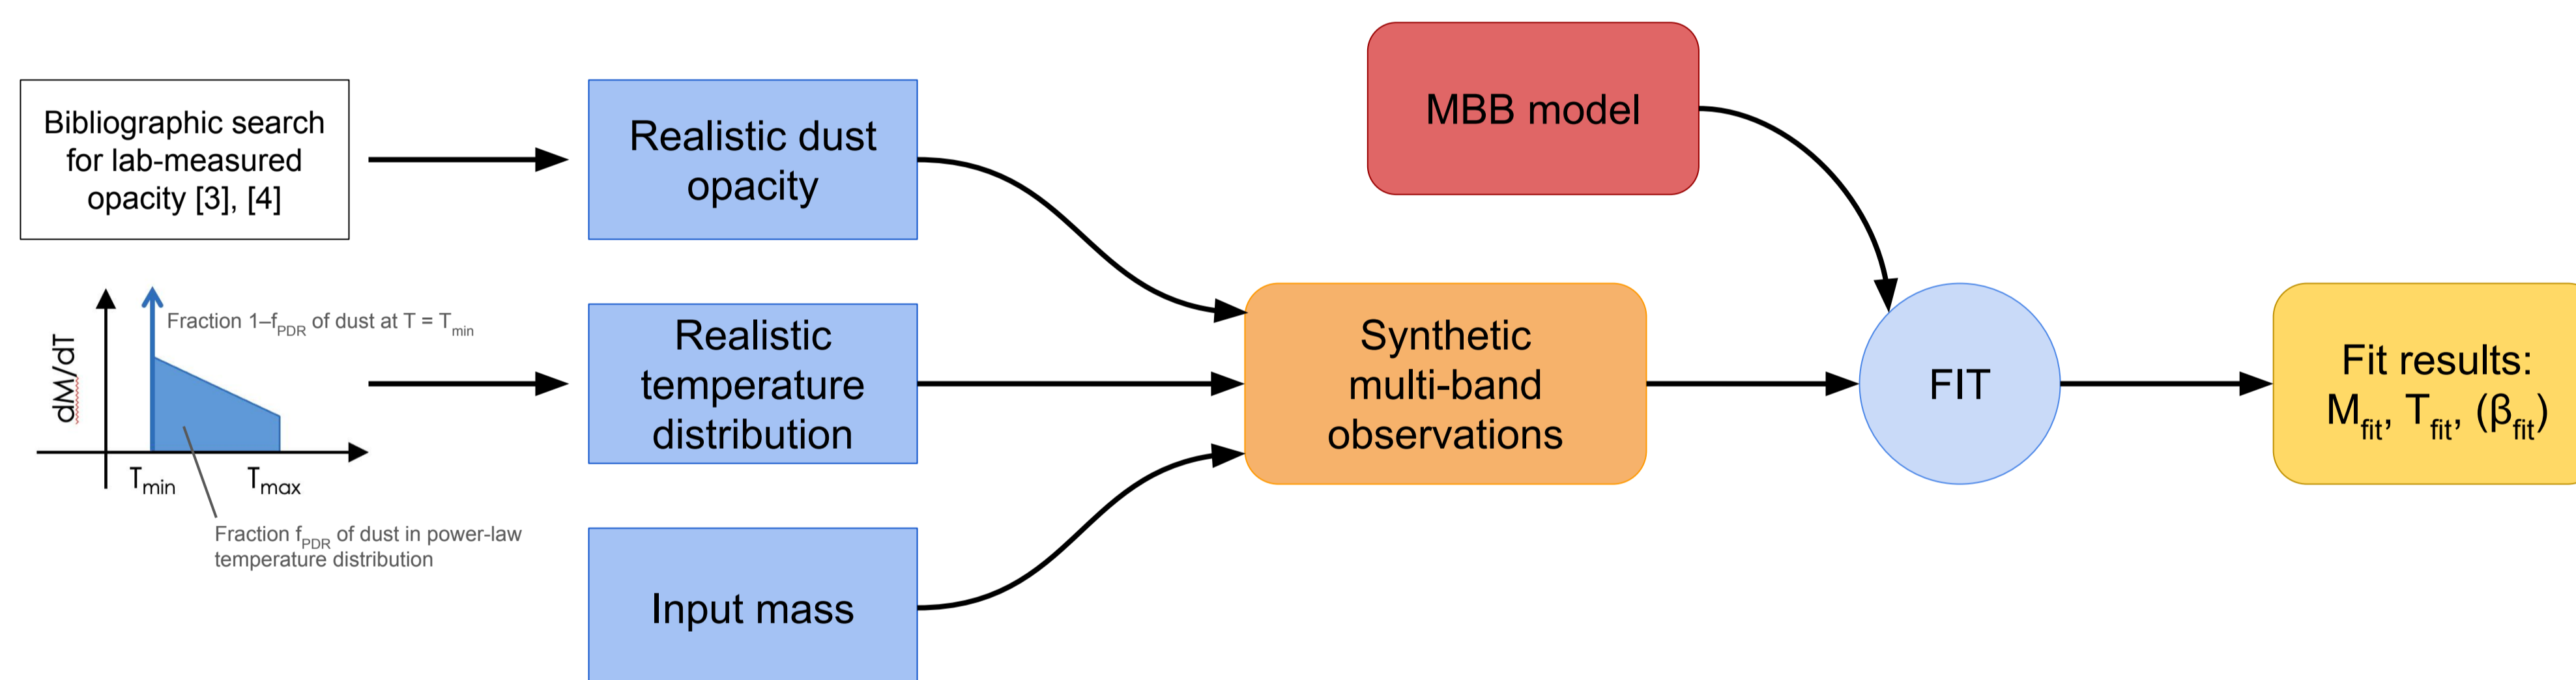 Bibliographic search
for lab-measured
opacity [3], [4]
Realistic dust
opacity
MBB model
dM/dT
Fraction 1–fPDR of dust at T = Tmin
Tmin
Tmax
Fraction fPDR of dust in power-law
temperature distribution
Realistic
temperature
distribution
Input mass
Synthetic
multi-band
observations
FIT
Fit results:
Mfit, Tfit, (βfit)